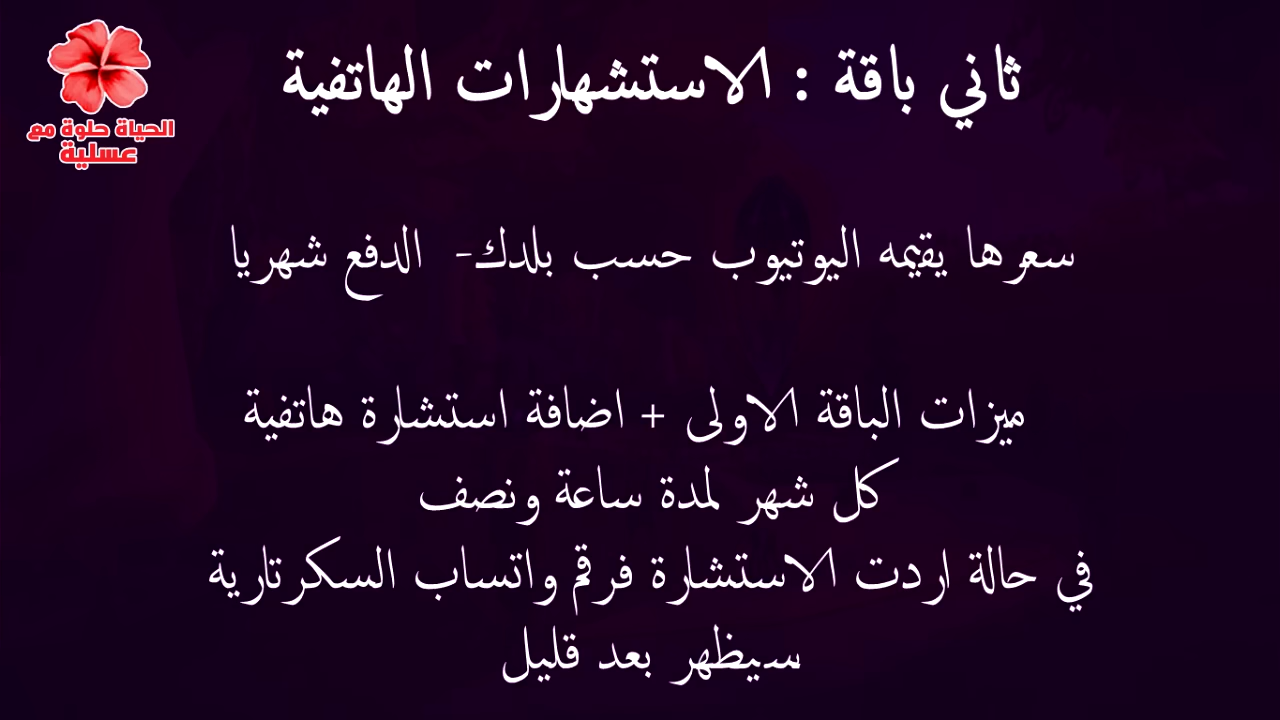 الحياة حلوة مع
عسلية
ثاني باقة : الاستشهارات الهاتفية
سعرها يقيمه اليوتيوب حسب بلدك- الدفع شهريا
ميزات الباقة الاولى + اضافة استشارة هاتفية
كل شهر لمدة ساعة ونصف
في حالة اردت الاستشارة فرقم واتساب السكرتارية
سيظهر بعد قليل